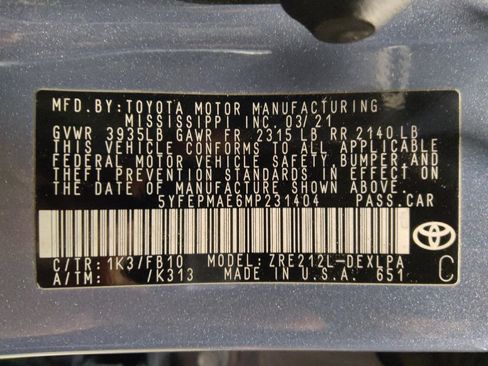 MFD.BY:TOYOTA MOTOR MANUFACTURING
MISSISSIPPI INC.03/21
GVWR 3935LB GAWR FR 2315 LB RR 2140 LB
THIS VEHICLE CONFORMS TO ALL APPLICABLE
FEDERAL MOTOR VEHICLE SAFETY, BUMPER,
AND THEFT PREVENTION STANDARDS IN EFFECT ON
THE DATE OF MANUFACTURE SHOWN ABOVE.
5YFEPMAE6MP231404 PASS.CAR
C/TR:1K3/FB10 MODEL:ZRE212L-DEXLPA
A/TM: /K313 MADE IN U.S.A. 651
C